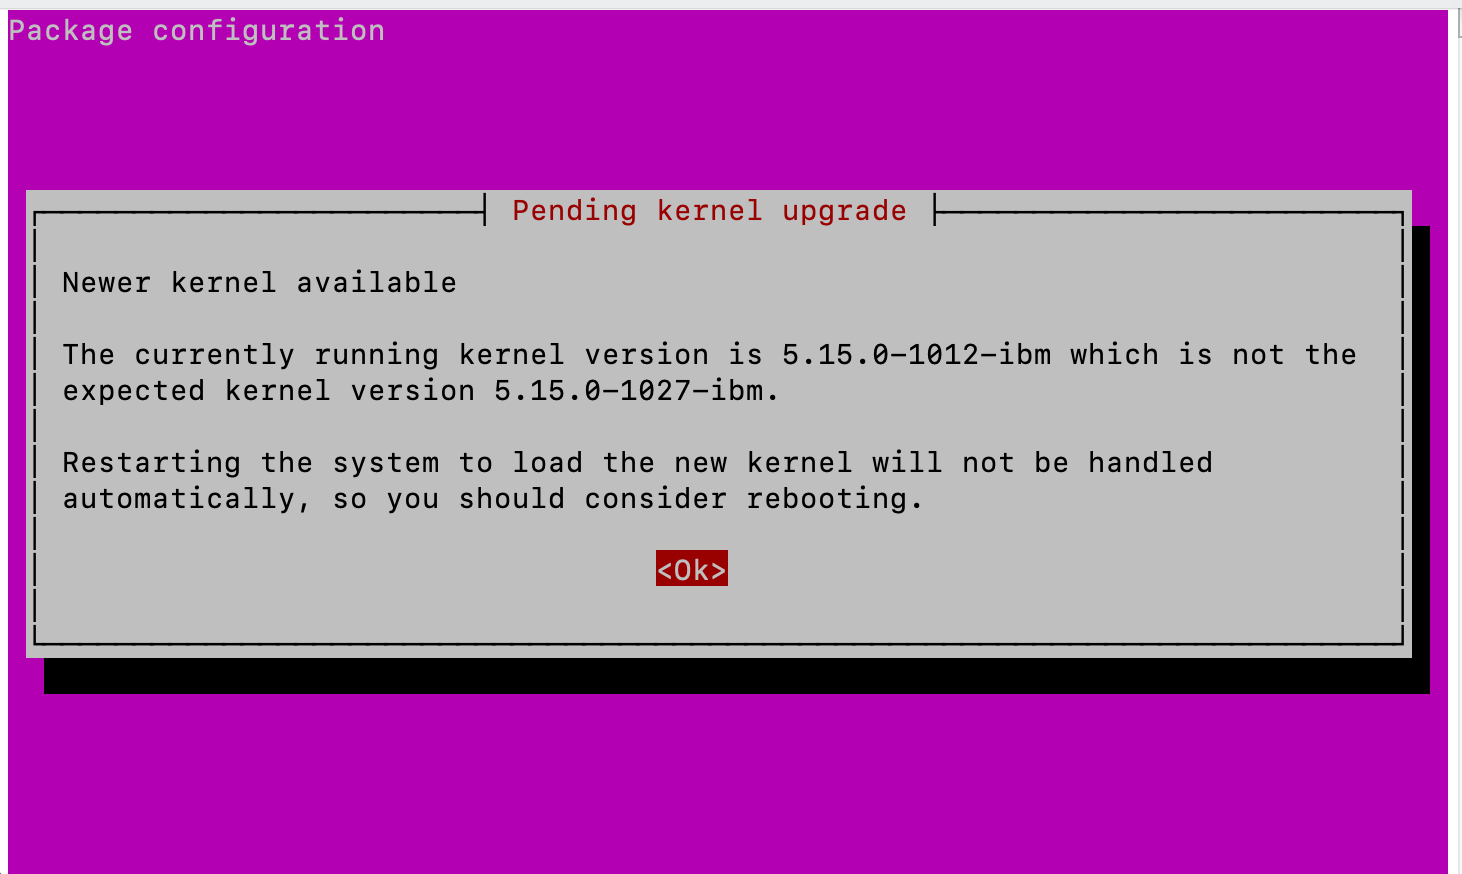 Package configuration
Pending kernel upgrade
Newer kernel available
The currently running kernel version is 5.15.0-1012-ibm which is not the
expected kernel version 5.15.0-1027-ibm.
Restarting the system to load the new kernel will not be handled
automatically, so you should consider rebooting.
<Ok>